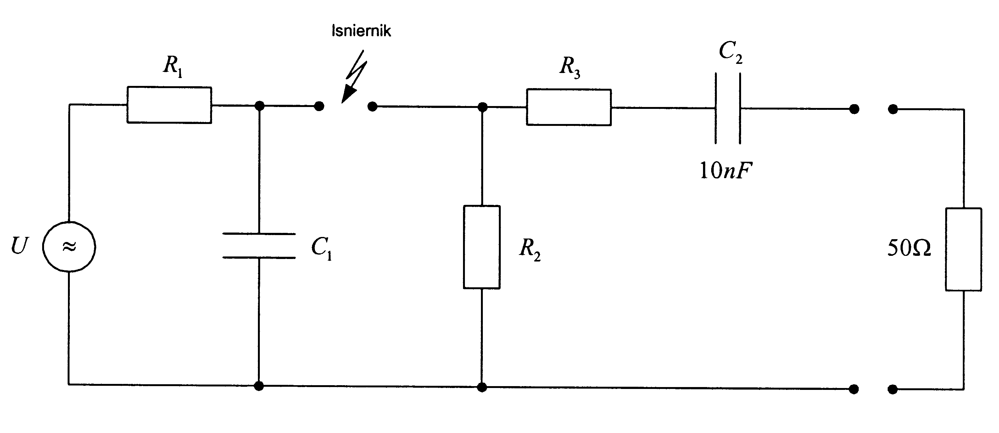 Isniernik
R₁
R₃
C₂
10nF
U
≈
C₁
R₂
50Ω